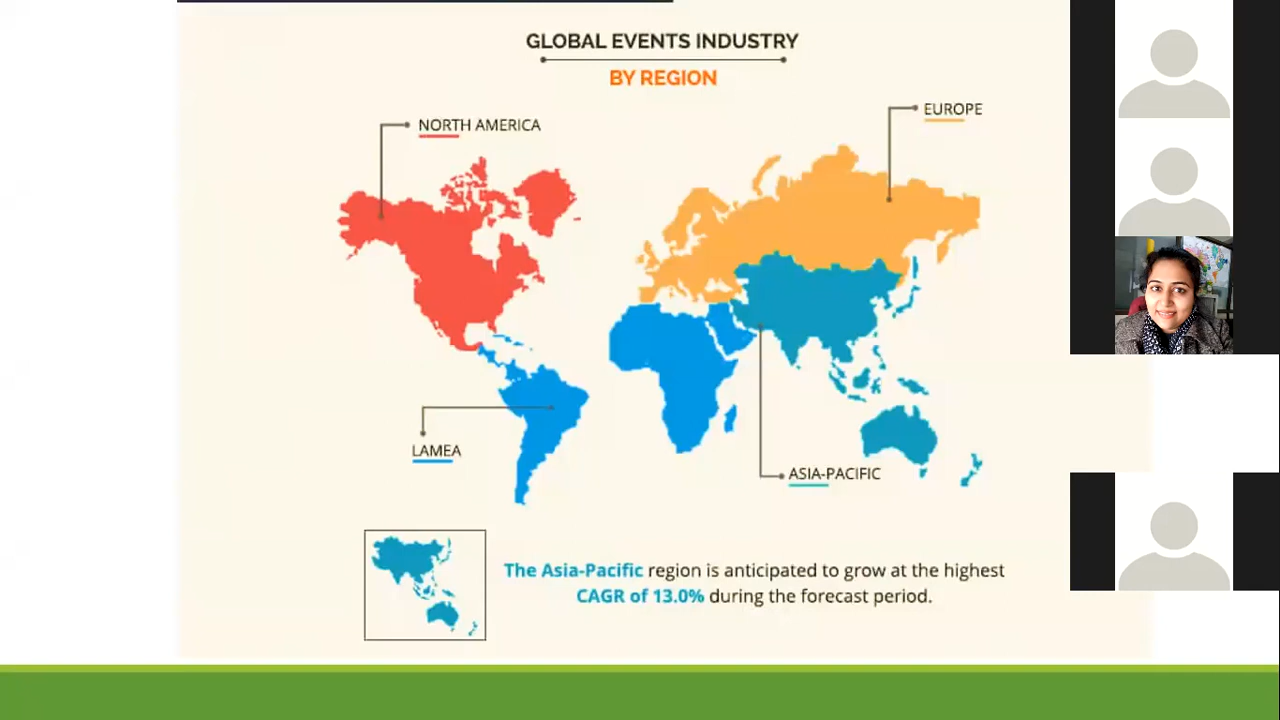 GLOBAL EVENTS INDUSTRY
BY REGION
NORTH AMERICA
EUROPE
LAMEA
ASIA-PACIFIC
The Asia-Pacific region is anticipated to grow at the highest
CAGR of 13.0% during the forecast period.